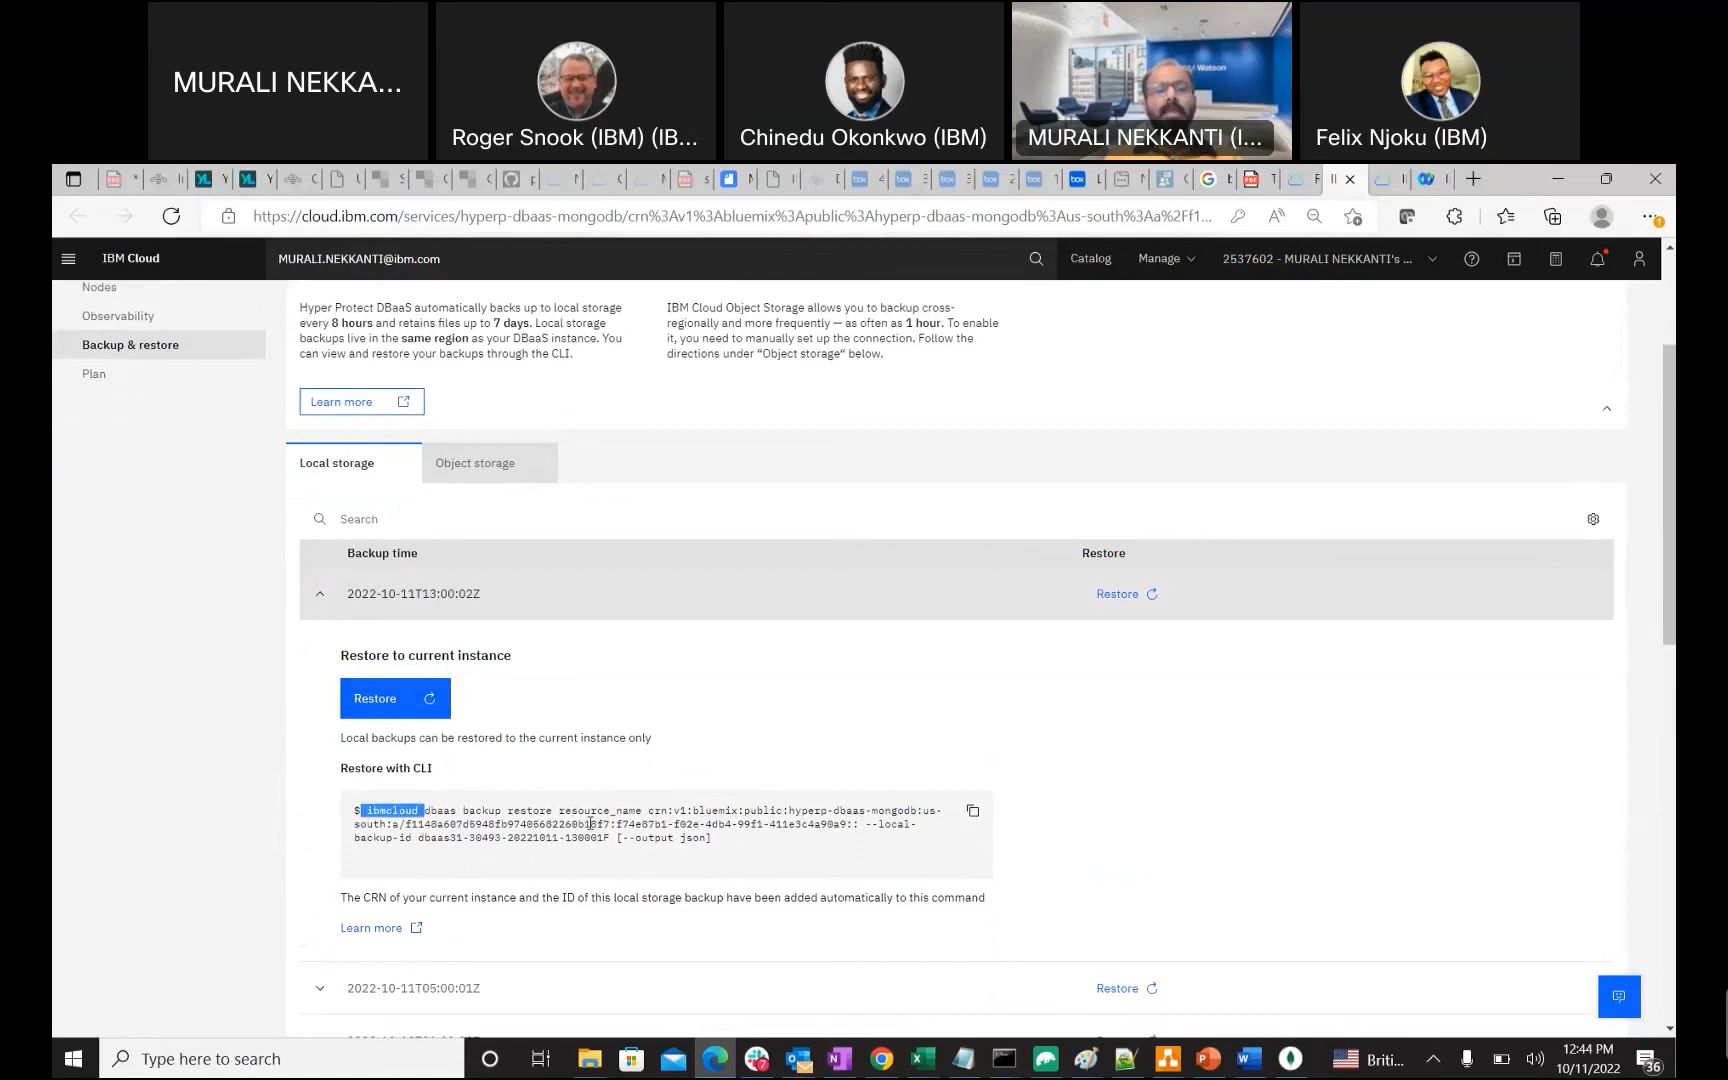 MURALI NEKKA...
Roger Snook (IBM) (IB...
Chinedu Okonkwo (IBM)
Watson
MURALI NEKKANTI (I...
Felix Njoku (IBM)
https://cloud.ibm.com/services/hyperp-dbaas-mongodb/crn%3Av1%3Abluemix%3Apublic%3Ahyperp-dbaas-mongodb%3Aus-south%3Aa%2Ff1...
IBM Cloud
MURALI.NEKKANTI@ibm.com
Catalog
Manage
2537602 - MURALI NEKKANTI's ...
Nodes
Observability
Backup & restore
Plan
Hyper Protect DBaaS automatically backs up to local storage
every 8 hours and retains files up to 7 days. Local storage
backups live in the same region as your DBaaS instance. You
can view and restore your backups through the CLI.
IBM Cloud Object Storage allows you to backup cross-
regionally and more frequently — as often as 1 hour. To enable
it, you need to manually set up the connection. Follow the
directions under “Object storage“ below.
Learn more
Local storage
Object storage
Search
Backup time
Restore
2022-10-11T13:00:02Z
Restore
Restore to current instance
Restore
Local backups can be restored to the current instance only
Restore with CLI
$ ibmcloud dbaas backup restore resource_name crn:v1:bluemix:public:hyperp-dbaas-mongodb:us-
south:a/f1148a607d5948fb97405682260b18f7:f74e87b1-f02e-4db4-99f1-411e3c4a90a9:: --local-
backup-id dbaas31-30493-20221011-130001F [--output json]
The CRN of your current instance and the ID of this local storage backup have been added automatically to this command
Learn more
2022-10-11T05:00:01Z
Restore
Type here to search
Briti...
12:44 PM
10/11/2022
36